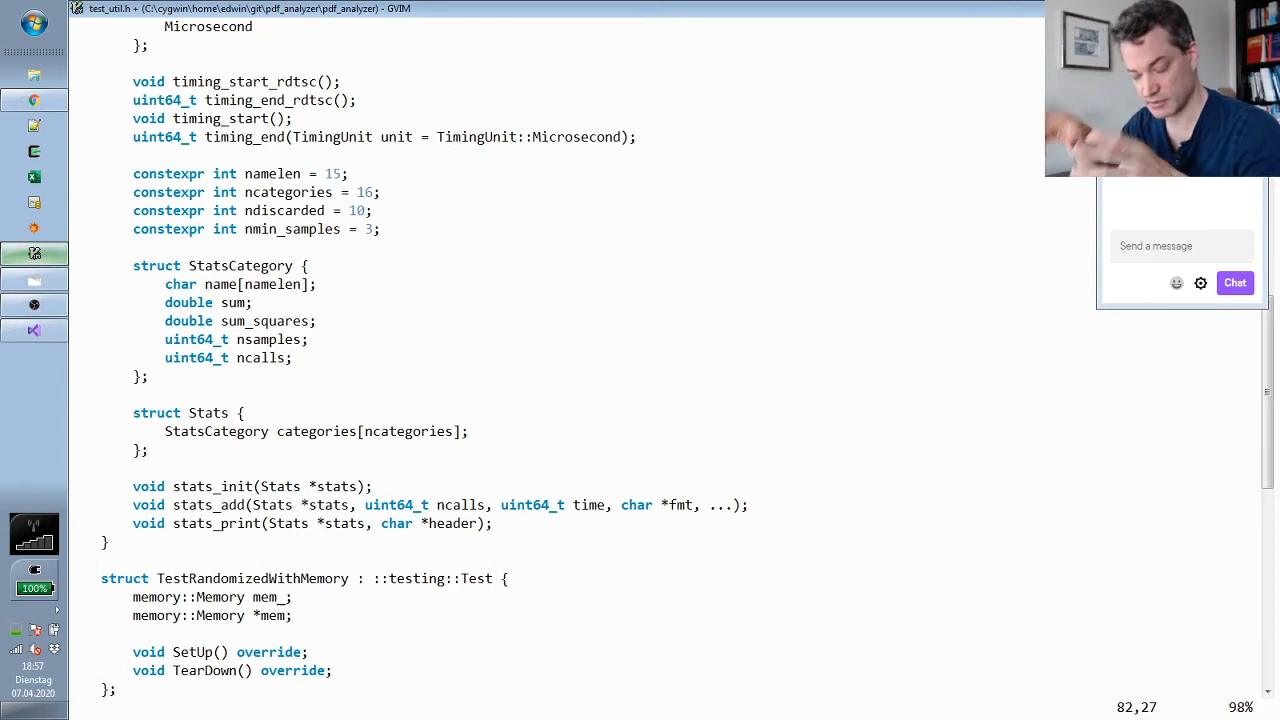 test_util.h + (C:\cygwin\home\edwin\git\pdf_analyzer\pdf_analyzer) - GVIM
Microsecond
};
void timing_start_rdtsc();
uint64_t timing_end_rdtsc();
void timing_start();
uint64_t timing_end(TimingUnit unit = TimingUnit::Microsecond);
constexpr int namelen = 15;
constexpr int ncategories = 16;
constexpr int ndiscarded = 10;
constexpr int nmin_samples = 3;
struct StatsCategory {
char name[namelen];
double sum;
double sum_squares;
uint64_t nsamples;
uint64_t ncalls;
};
struct Stats {
StatsCategory categories[ncategories];
};
void stats_init(Stats *stats);
void stats_add(Stats *stats, uint64_t ncalls, uint64_t time, char *fmt, ...);
void stats_print(Stats *stats, char *header);
}
struct TestRandomizedWithMemory : ::testing::Test {
memory::Memory mem_;
memory::Memory *mem;
void SetUp() override;
void TearDown() override;
};
82,27 98%
Send a message
Chat
100%
18:57
Dienstag
07.04.2020